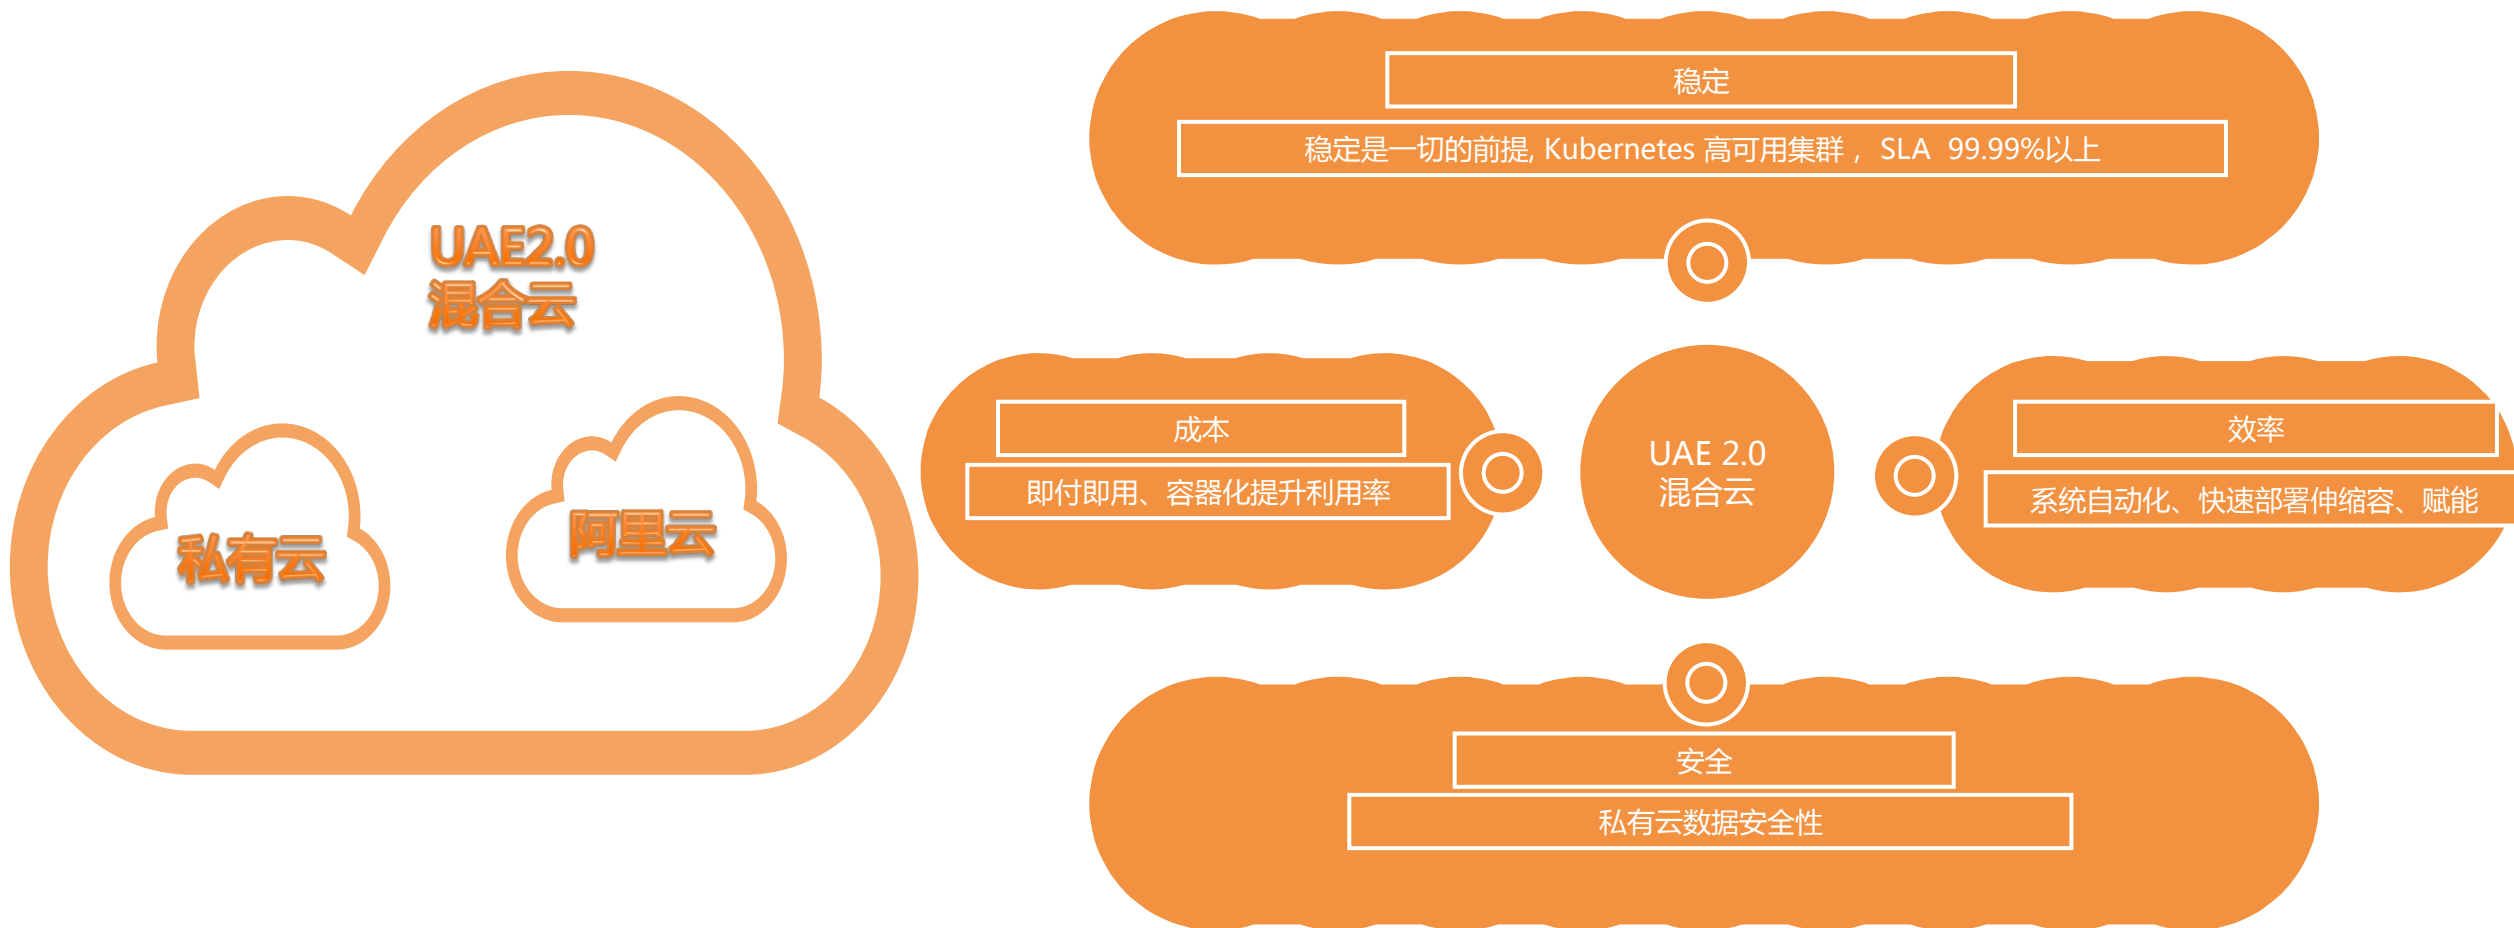 UAE2.0
混合云
私有云
阿里云
稳定
稳定是一切的前提, Kubernetes 高可用集群， SLA 99.99%以上
成本
即付即用、容器化提升利用率
UAE 2.0
混合云
效率
系统自动化、快速部署伸缩容、赋能
安全
私有云数据安全性